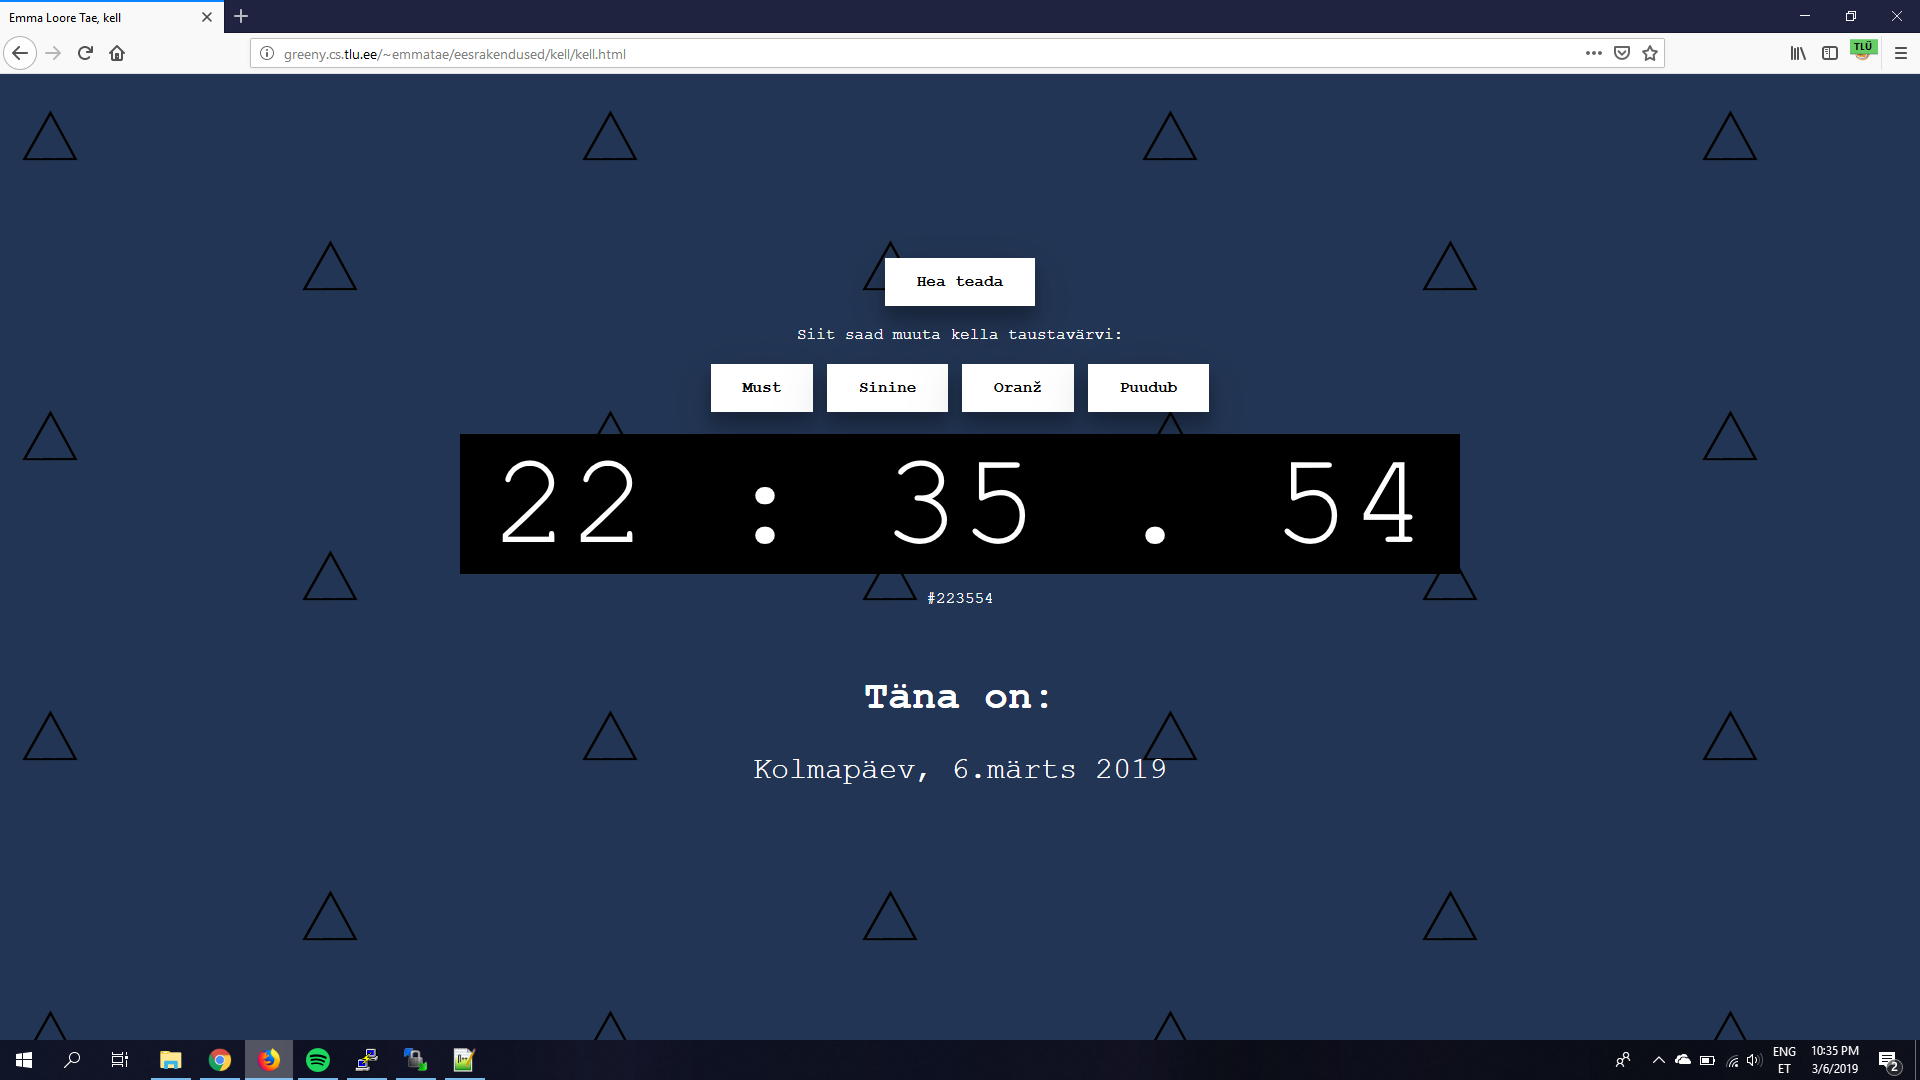 Emma Loore Tae, kell
greeny.cs.tlu.ee/~emmatae/eesrakendused/kell/kell.html
TLÜ
Hea teada
Siit saad muuta kella taustavärvi:
Must Sinine Oranž Puudub
22 : 35 . 54
#223554
Täna on:
Kolmapäev, 6.märts 2019
ENG 10:35 PM
ET 3/6/2019
2